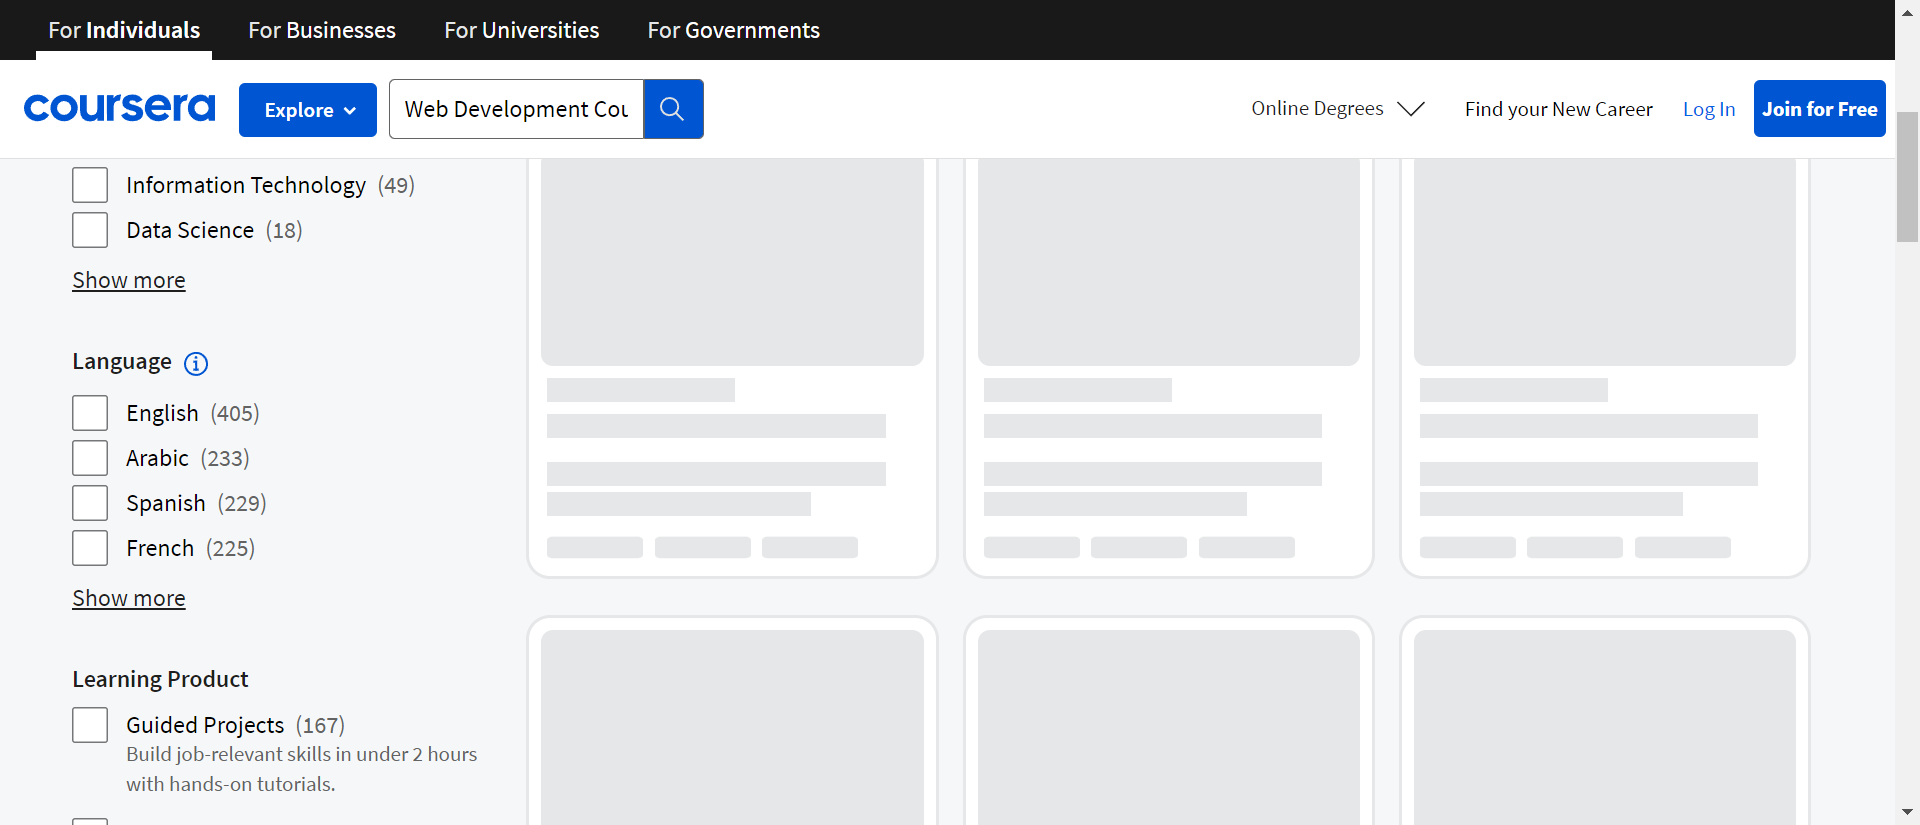 For Individuals
For Businesses
For Universities
For Governments
coursera
Explore
Web Development Cou
Online Degrees
Find your New Career
Log In
Join for Free
Information Technology (49)
Data Science (18)
Show more
Language
English (405)
Arabic (233)
Spanish (229)
French (225)
Show more
Learning Product
Guided Projects (167)
Build job-relevant skills in under 2 hours
with hands-on tutorials.